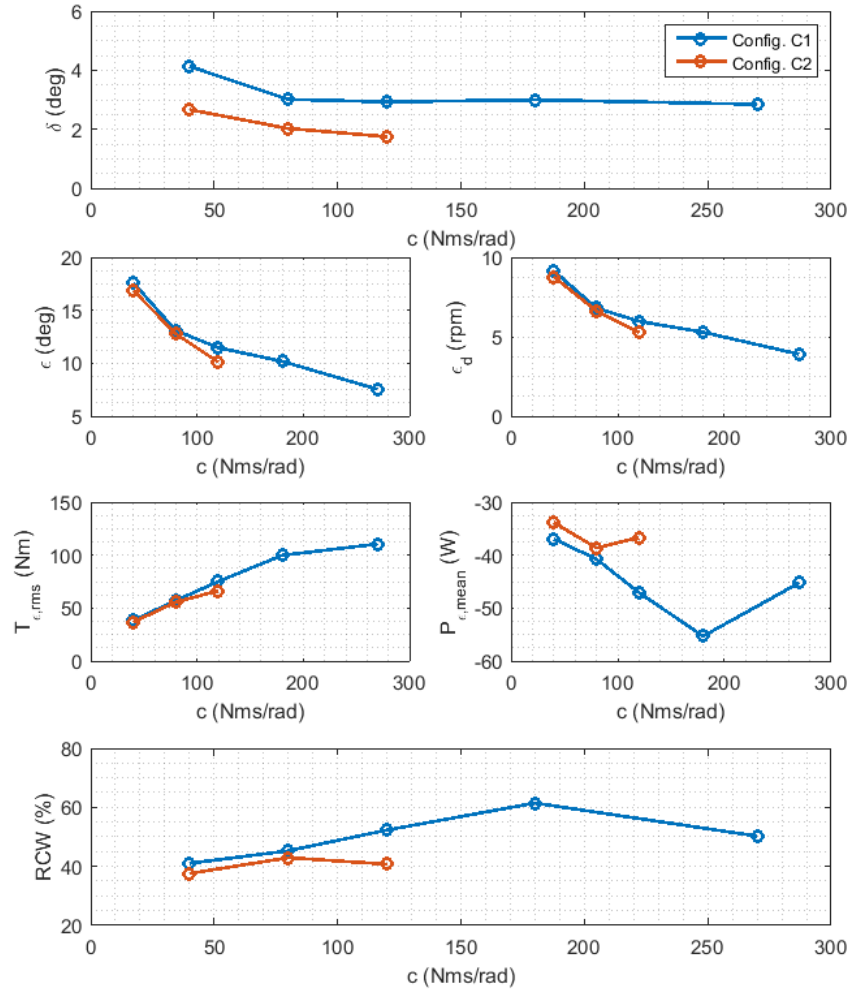 6
4
2
0
δ (deg)
Config. C1
Config. C2
0 50 100 150 200 250 300
c (Nms/rad)
20
15
10
5
ϵ (deg)
0 100 200 300
c (Nms/rad)
10
5
0
ϵd (rpm)
0 100 200 300
c (Nms/rad)
150
100
50
0
Tϵ,rms (Nm)
0 100 200 300
c (Nms/rad)
-30
-40
-50
-60
Pϵ,mean (W)
0 100 200 300
c (Nms/rad)
80
60
40
20
RCW (%)
0 50 100 150 200 250 300
c (Nms/rad)